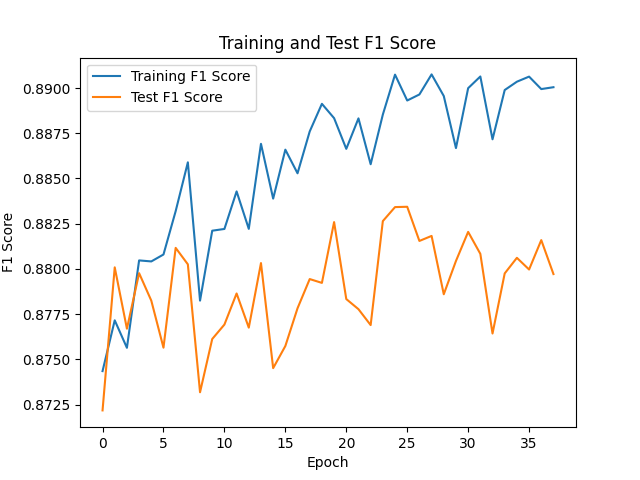 Training and Test F1 Score
Training F1 Score
Test F1 Score
F1 Score
0.8900
0.8875
0.8850
0.8825
0.8800
0.8775
0.8750
0.8725
0 5 10 15 20 25 30 35
Epoch